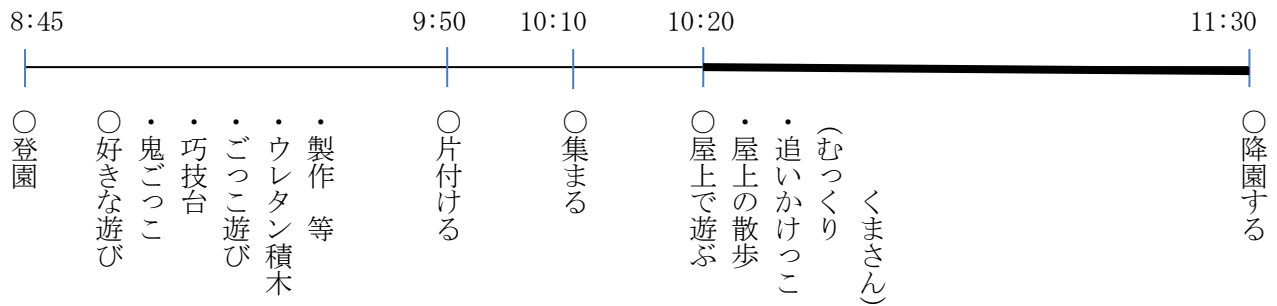 8:45
9:50
10:10
10:20
11:30
○登園
○好きな遊び
・鬼ごっこ
・巧技台
・ごっこ遊び
・ウレタン積木
・製作　等
○片付ける
○集まる
○屋上で遊ぶ
・屋上の散歩
・追いかけっこ
(むっくり
くまさん)
○降園する